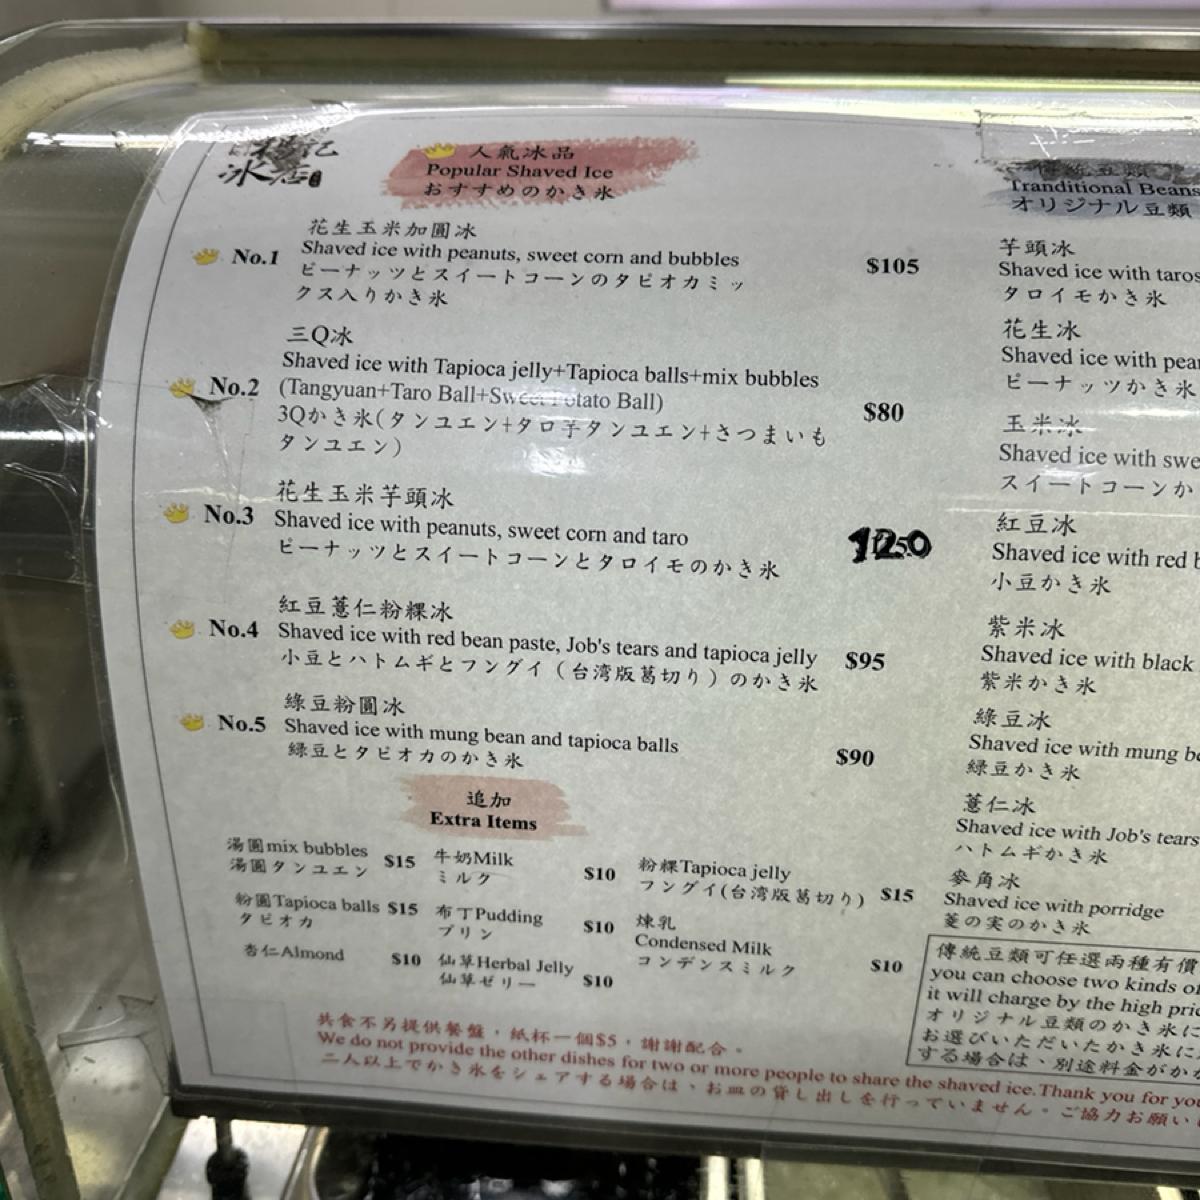 冰店
人氣冰品
Popular Shaved Ice
おすすめのかき氷
No.1
花生玉米加圓冰
Shaved ice with peanuts, sweet corn and bubbles
ピーナッツとスイートコーンのタピオカミッ
クス入りかき氷
$105
No.2
三Q冰
Shaved ice with Tapioca jelly+Tapioca balls+mix bubbles
(Tangyuan+Taro Ball+Sweet Potato Ball)
3Qかき氷(タンユエン+タロ芋タンユエン+さつまいも
タンユエン)
$80
No.3
花生玉米芋頭冰
Shaved ice with peanuts, sweet corn and taro
ピーナッツとスイートコーンとタロイモのかき氷
No.4
紅豆薏仁粉粿冰
Shaved ice with red bean paste, Job's tears and tapioca jelly
小豆とハトムギとフングイ（台湾版葛切り）のかき氷
$95
No.5
綠豆粉圓冰
Shaved ice with mung bean and tapioca balls
緑豆とタピオカのかき氷
$90
追加
Extra Items
湯圓mix bubbles
湯圓タンユエン
$15
牛奶Milk
ミルク
$10
粉粿Tapioca jelly
フングイ(台湾版葛切り)
$15
粉圓Tapioca balls
タピオカ
$15
布丁Pudding
プリン
$10
煉乳
Condensed Milk
コンデンスミルク
$10
杏仁Almond
$10
仙草Herbal Jelly
仙草ゼリー
$10
共食不另提供餐盤，紙杯一個$5，謝謝配合。
We do not provide the other dishes for two or more people to share the shaved ice.Thank you for
二人以上でかき氷をシェアする場合は、お皿の貸し出しを行っていません。ご協力お願い
Tranditional Beans
オリジナル豆類
芋頭冰
Shaved ice with taros
タロイモかき氷
花生冰
Shaved ice with
ピーナッツかき氷
玉米冰
Shaved ice with
スイートコーンか
紅豆冰
Shaved ice with red
小豆かき氷
紫米冰
Shaved ice with black
紫米かき氷
綠豆冰
Shaved ice with mung
緑豆かき氷
薏仁冰
Shaved ice with Job's tears
ハトムギかき氷
麥角冰
Shaved ice with porridge
菱の実のかき氷
傳統豆類可任選兩種有價
you can choose two kinds of
it will charge by the high
オリジナル豆類のかき氷に
お選びいただいたかき氷に
する場合は、別途料金がか